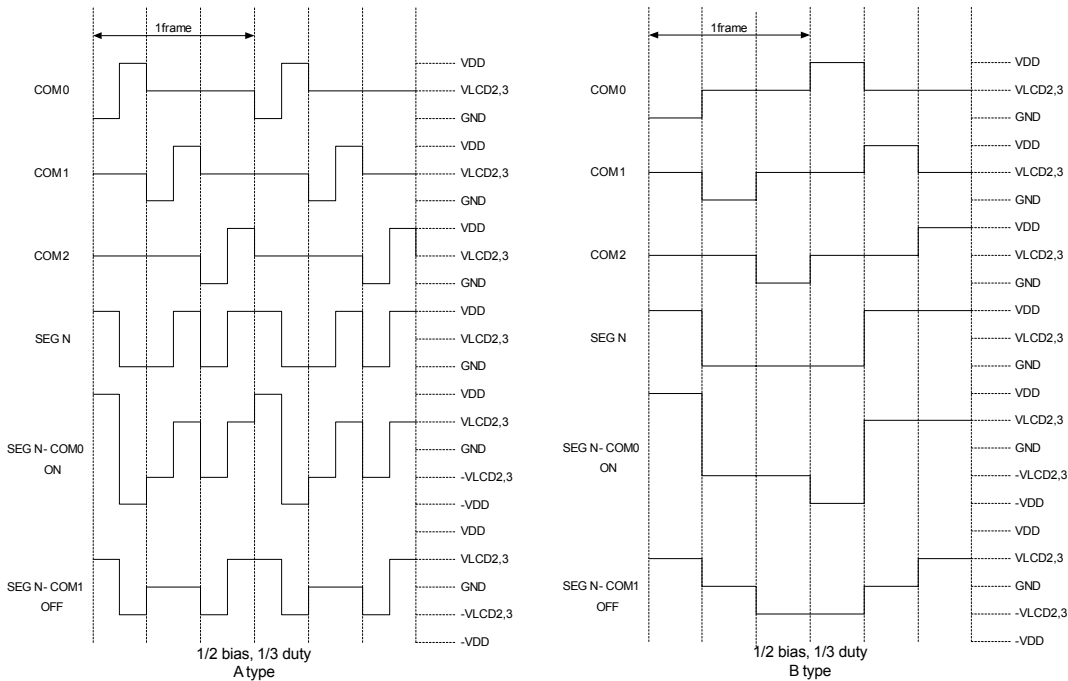 1frame
COM0
VDD
VLCD2,3
GND
COM1
VDD
VLCD2,3
GND
COM2
VDD
VLCD2,3
GND
SEG N
VDD
VLCD2,3
GND
SEG N- COM0
ON
VDD
VLCD2,3
GND
-VLCD2,3
-VDD
SEG N- COM1
OFF
VDD
VLCD2,3
GND
-VLCD2,3
-VDD
1/2 bias, 1/3 duty
A type
1frame
COM0
VDD
VLCD2,3
GND
COM1
VDD
VLCD2,3
GND
COM2
VDD
VLCD2,3
GND
SEG N
VDD
VLCD2,3
GND
SEG N- COM0
ON
VDD
VLCD2,3
GND
-VLCD2,3
-VDD
SEG N- COM1
OFF
VDD
VLCD2,3
GND
-VLCD2,3
-VDD
1/2 bias, 1/3 duty
B type